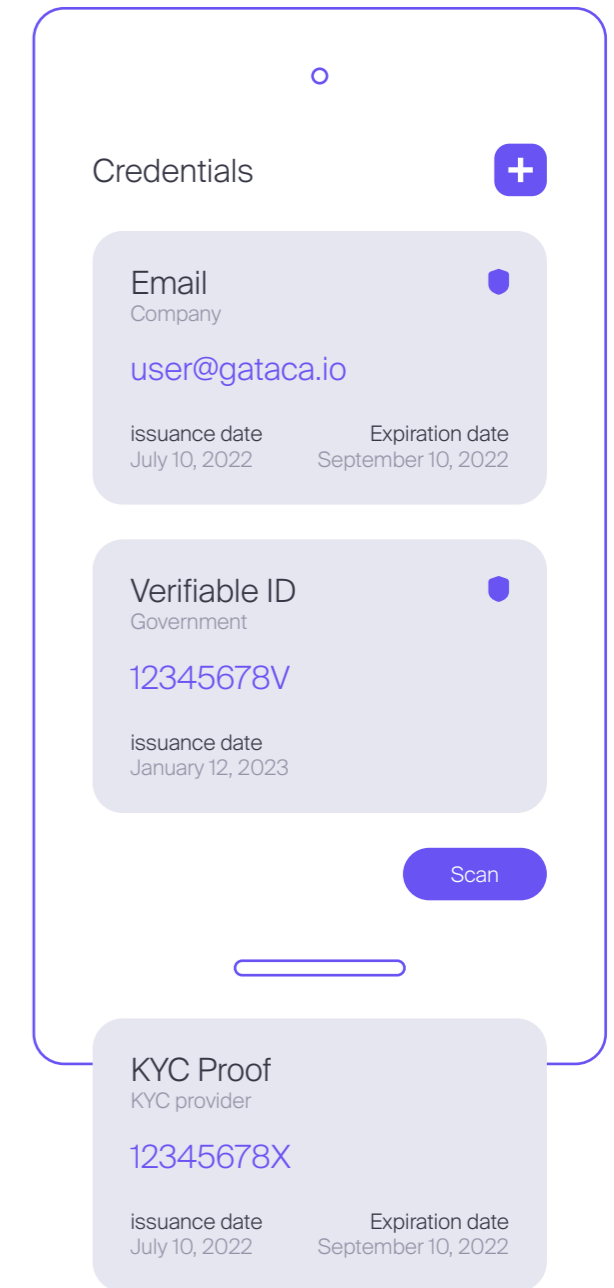 Credentials
Email
Company
user@gataca.io
issuance date Expiration date
July 10, 2022 September 10, 2022
Verifiable ID
Government
12345678V
issuance date
January 12, 2023
Scan
KYC Proof
KYC provider
12345678X
issuance date Expiration date
July 10, 2022 September 10, 2022